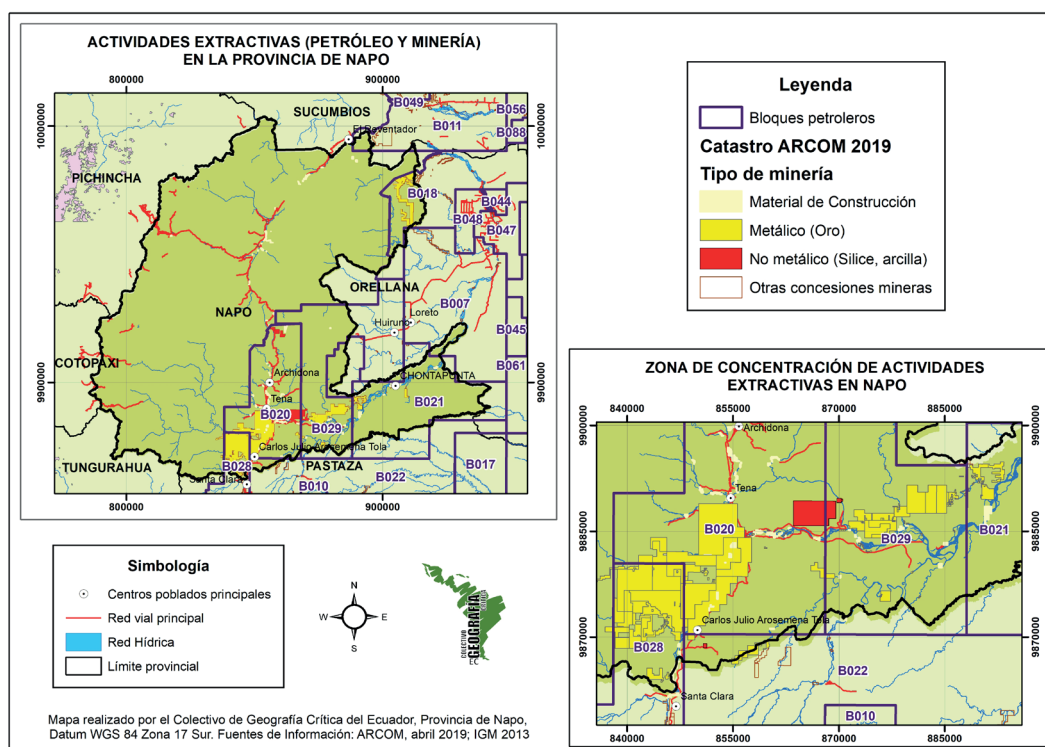 ACTIVIDADES EXTRACTIVAS (PETRÓLEO Y MINERÍA)
EN LA PROVINCIA DE NAPO
800000
900000
10000000
10000000
9900000
9900000
800000
900000
SUCUMBIOS
El Reventador
B049
B011
B056
B088
PICHINCHA
B018
B044
B048
B047
ORELLANA
B007
NAPO
Loreto
Huiruno
B045
COTOPAXI
B061
Archidona
CHONTAPUNTA
Tena
B021
B020
B029
Carlos Julio Arosemena Tola
TUNGURAHUA
B028
PASTAZA
B017
Santa Clara
B010
B022
Leyenda
Bloques petroleros
Catastro ARCOM 2019
Tipo de minería
Material de Construcción
Metálico (Oro)
No metálico (Silice, arcilla)
Otras concesiones mineras
ZONA DE CONCENTRACIÓN DE ACTIVIDADES
EXTRACTIVAS EN NAPO
840000
855000
870000
885000
9900000
9900000
9885000
9885000
9870000
9870000
840000
855000
870000
885000
Archidona
Tena
B020
B029
B021
Carlos Julio Arosemena Tola
B028
B022
Santa Clara
B010
Simbología
Centros poblados principales
Red vial principal
Red Hídrica
Límite provincial
N
W
E
S
COLECTIVO
GEOGRAFÍA
CRÍTICA
EC
Mapa realizado por el Colectivo de Geografía Crítica del Ecuador, Provincia de Napo,
Datum WGS 84 Zona 17 Sur. Fuentes de Información: ARCOM, abril 2019; IGM 2013